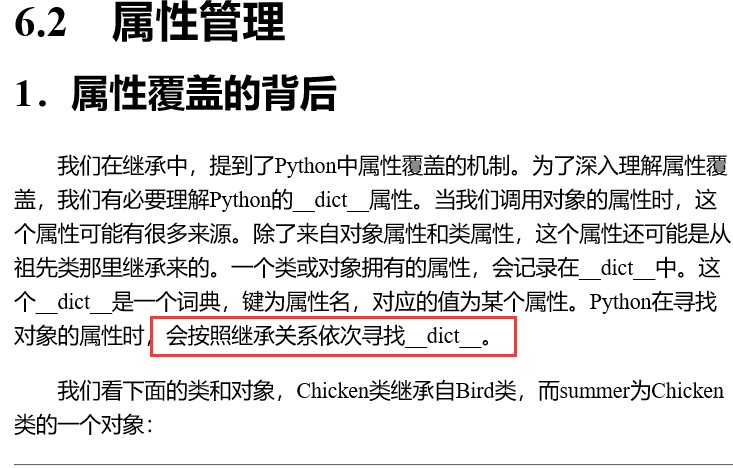 6.2 属性管理
1．属性覆盖的背后
我们在继承中，提到了Python中属性覆盖的机制。为了深入理解属性覆
盖，我们有必要理解Python的__dict__属性。当我们调用对象的属性时，这
个属性可能有很多来源。除了来自对象属性和类属性，这个属性还可能是从
祖先类那里继承来的。一个类或对象拥有的属性，会记录在__dict__中。这
个__dict__是一个词典，键为属性名，对应的值为某个属性。Python在寻找
对象的属性时，会按照继承关系依次寻找__dict__。
我们看下面的类和对象，Chicken类继承自Bird类，而summer为Chicken
类的一个对象：